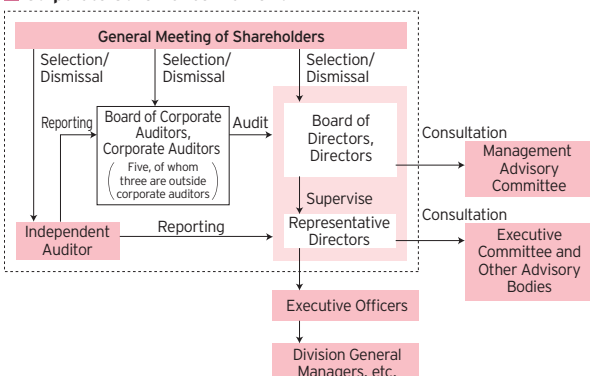 General Meeting of Shareholders
Selection/
Dismissal
Selection/
Dismissal
Selection/
Dismissal
Reporting
Board of Corporate
Auditors,
Corporate Auditors
( Five, of whom
three are outside
corporate auditors )
Audit
Board of
Directors,
Directors
Consultation
Management
Advisory
Committee
Supervise
Independent
Auditor
Reporting
Representative
Directors
Consultation
Executive
Committee and
Other Advisory
Bodies
Executive Officers
Division General
Managers, etc.